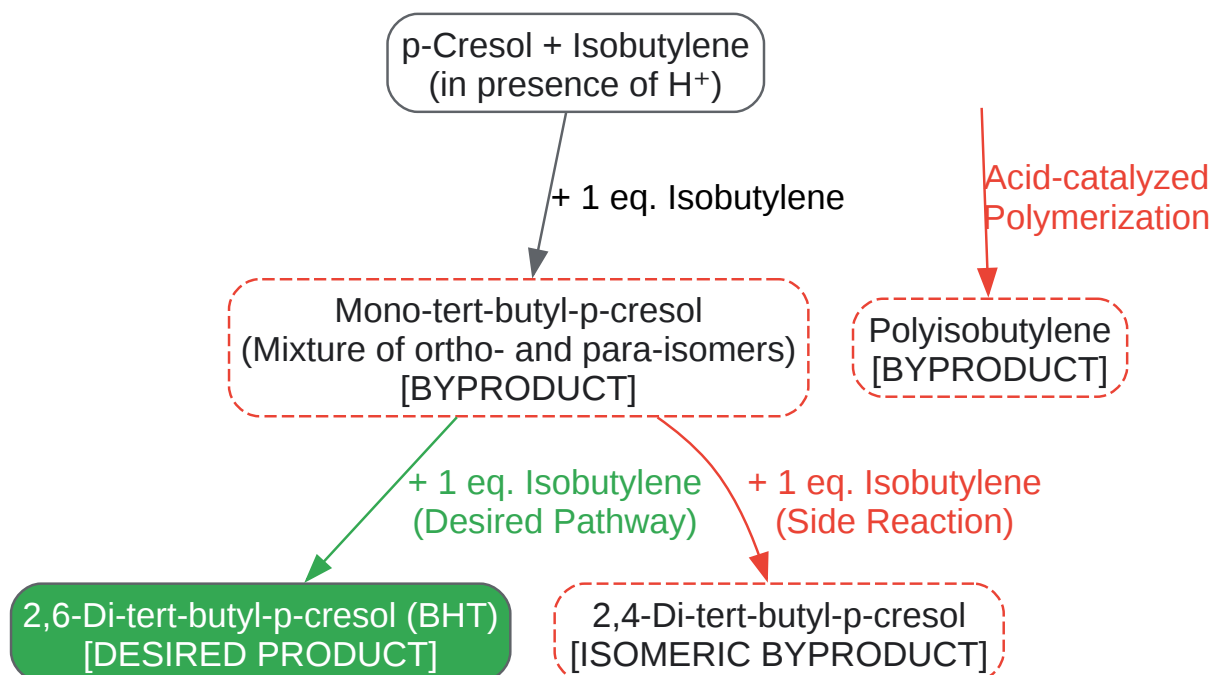 p-Cresol + Isobutylene
(in presence of H⁺)
+ 1 eq. Isobutylene
Acid-catalyzed
Polymerization
Mono-tert-butyl-p-cresol
(Mixture of ortho- and para-isomers)
[BYPRODUCT]
Polyisobutylene
[BYPRODUCT]
+ 1 eq. Isobutylene
(Desired Pathway)
+ 1 eq. Isobutylene
(Side Reaction)
2,6-Di-tert-butyl-p-cresol (BHT)
[DESIRED PRODUCT]
2,4-Di-tert-butyl-p-cresol
[ISOMERIC BYPRODUCT]